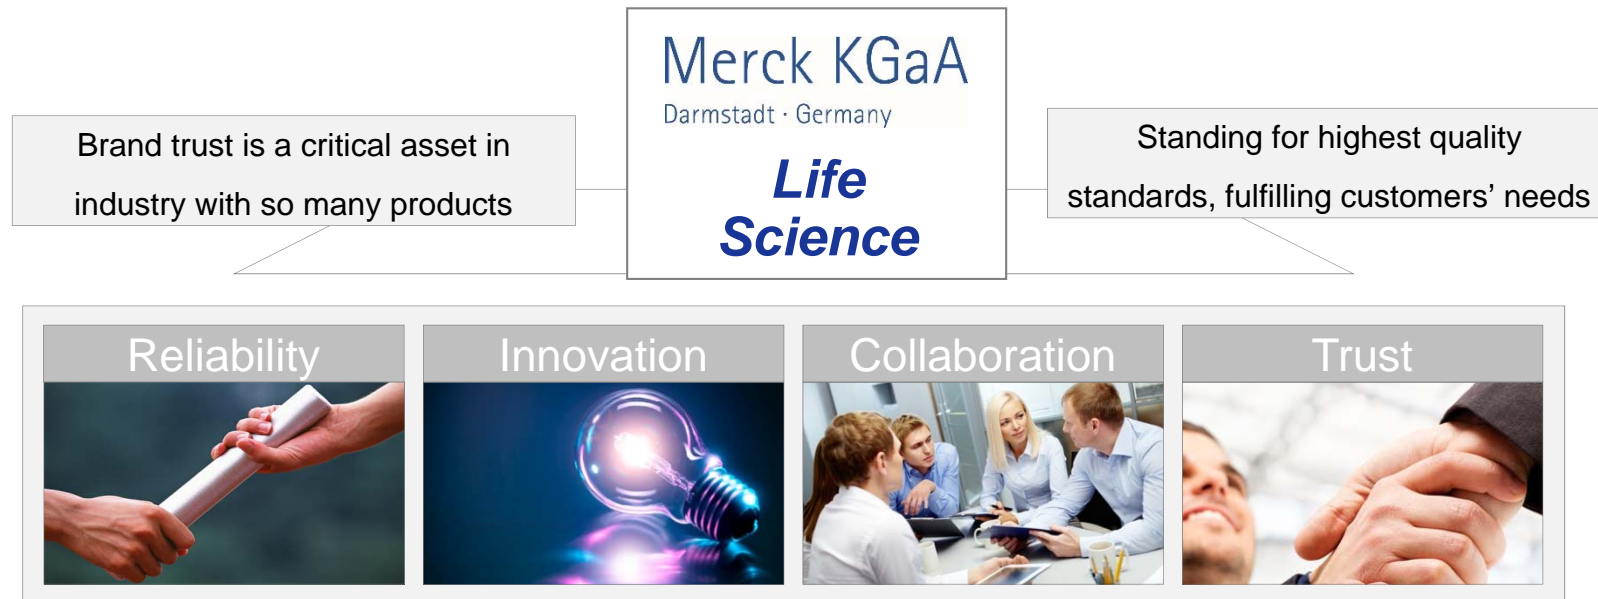 Merck KGaA
Darmstadt · Germany
Life
Science
Brand trust is a critical asset in
industry with so many products
Standing for highest quality
standards, fulfilling customers’ needs
Reliability
Innovation
Collaboration
Trust